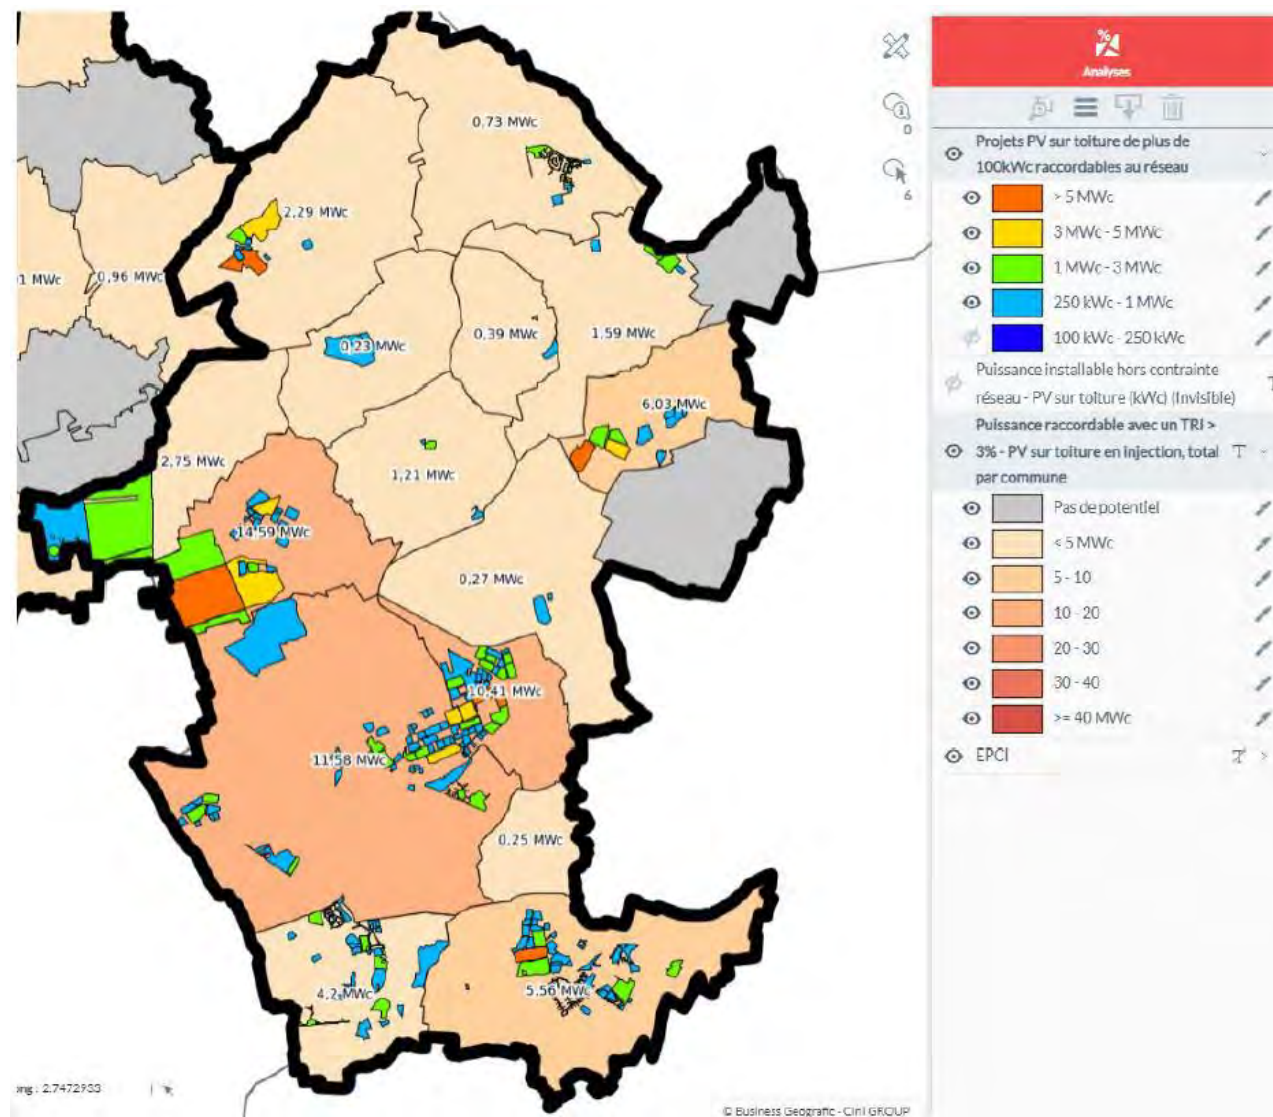 0,73 MWc
2,29 MWc
1 MWc
0,96 MWc
0,23 MWc
0,39 MWc
1,59 MWc
6,03 MWc
2,75 MWc
1,21 MWc
14,59 MWc
0,27 MWc
10,41 MWc
11,58 MWc
0,25 MWc
4,2 MWc
5,56 MWc
ong : 2.7472933
© Business Geografic - Ciril GROUP
0
6
%
Analyses
Projets PV sur toiture de plus de
100kWc raccordables au réseau
> 5 MWc
3 MWc - 5 MWc
1 MWc - 3 MWc
250 kWc - 1 MWc
100 kWc - 250 kWc
Puissance installable hors contrainte
réseau - PV sur toiture (kWc) (Invisible)
Puissance raccordable avec un TRI >
3% - PV sur toiture en injection, total
par commune
Pas de potentiel
< 5 MWc
5 - 10
10 - 20
20 - 30
30 - 40
>= 40 MWc
EPCI